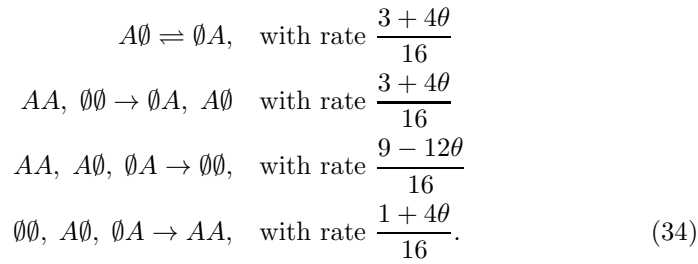 A∅ ⇌ ∅A, with rate (3 + 4θ)/16
AA, ∅∅ → ∅A, A∅ with rate (3 + 4θ)/16
AA, A∅, ∅A → ∅∅, with rate (9 − 12θ)/16
∅∅, A∅, ∅A → AA, with rate (1 + 4θ)/16. (34)